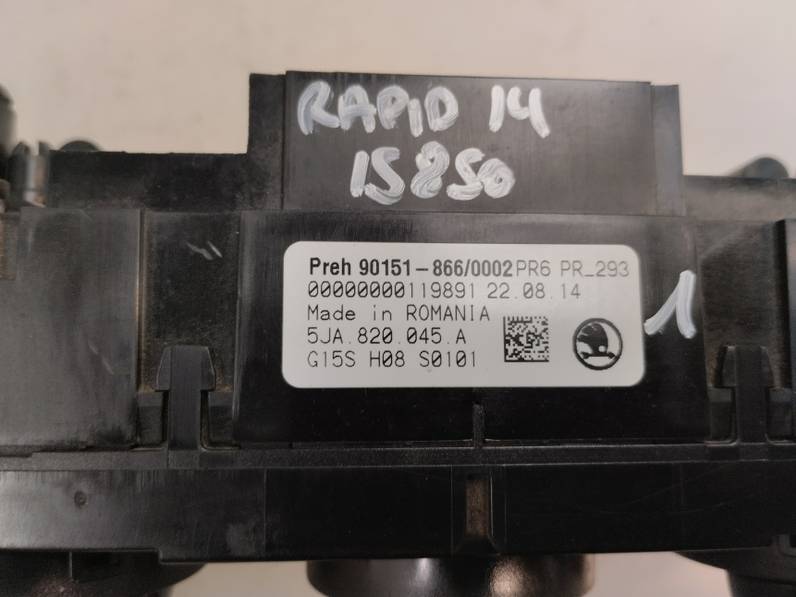 RAPID 14
15850
Preh 90151-866/0002 PR6 PR_293
00000000119891 22.08.14
Made in ROMANIA
5JA.820.045.A
G15S H08 S0101
1